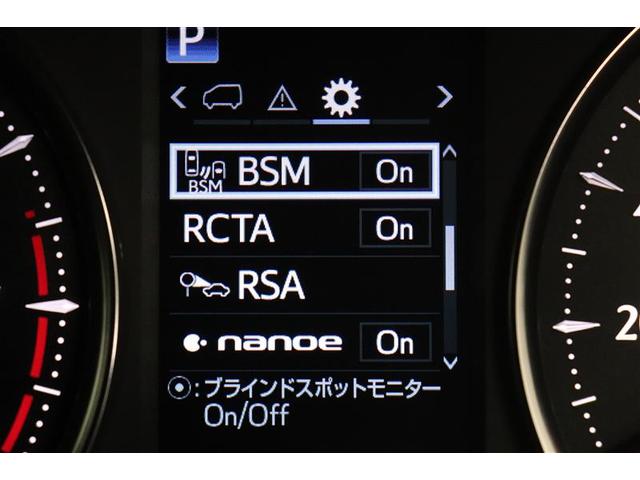 P
BSM BSM On
RCTA On
RSA
nanoe On
⦿:ブラインドスポットモニター
On/Off
20